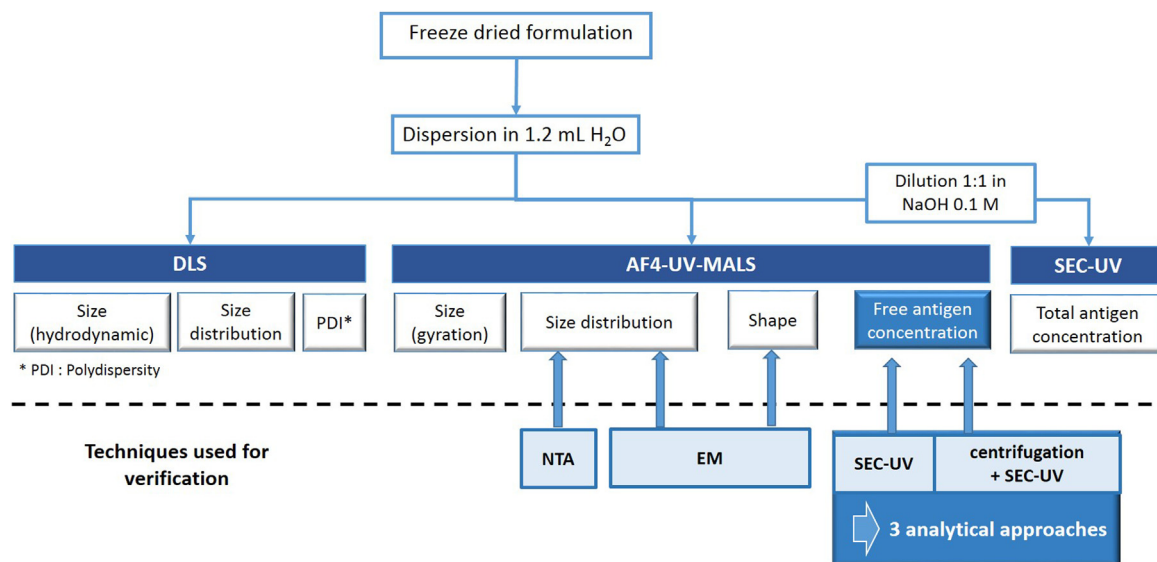 Freeze dried formulation
Dispersion in 1.2 mL H₂O
Dilution 1:1 in
NaOH 0.1 M
DLS
AF4-UV-MALS
SEC-UV
Size
(hydrodynamic)
Size
distribution
PDI*
Size
(gyration)
Size distribution
Shape
Free antigen
concentration
Total antigen
concentration
* PDI : Polydispersity
Techniques used for
verification
NTA
EM
SEC-UV
centrifugation
+ SEC-UV
3 analytical approaches